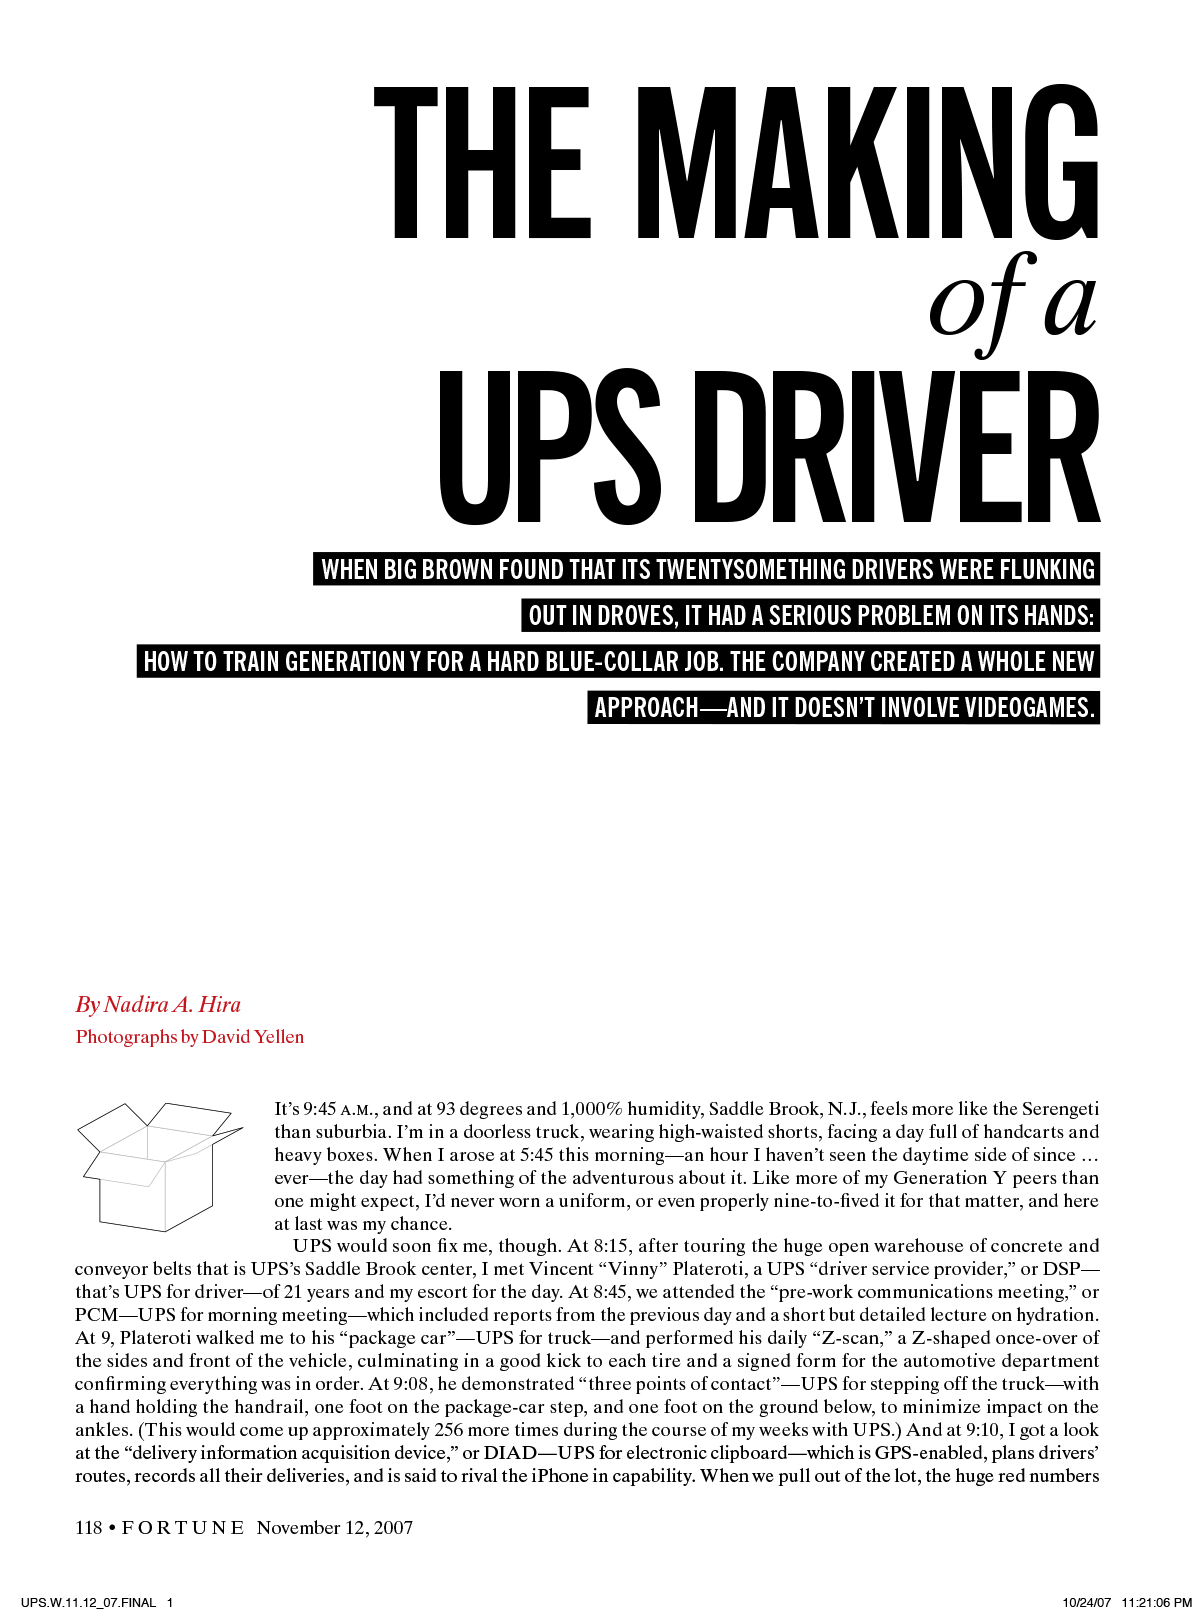 THE MAKING
of a
UPS DRIVER
WHEN BIG BROWN FOUND THAT ITS TWENTYSOMETHING DRIVERS WERE FLUNKING
OUT IN DROVES, IT HAD A SERIOUS PROBLEM ON ITS HANDS:
HOW TO TRAIN GENERATION Y FOR A HARD BLUE-COLLAR JOB. THE COMPANY CREATED A WHOLE NEW
APPROACH—AND IT DOESN'T INVOLVE VIDEOGAMES.
By Nadira A. Hira
Photographs by David Yellen
It's 9:45 A.M., and at 93 degrees and 1,000% humidity, Saddle Brook, N.J., feels more like the Serengeti
than suburbia. I'm in a doorless truck, wearing high-waisted shorts, facing a day full of handcarts and
heavy boxes. When I arose at 5:45 this morning—an hour I haven't seen the daytime side of since …
ever—the day had something of the adventurous about it. Like more of my Generation Y peers than
one might expect, I'd never worn a uniform, or even properly nine-to-fived it for that matter, and here
at last was my chance.
UPS would soon fix me, though. At 8:15, after touring the huge open warehouse of concrete and
conveyor belts that is UPS's Saddle Brook center, I met Vincent “Vinny” Plateroti, a UPS “driver service provider,” or DSP—
that's UPS for driver—of 21 years and my escort for the day. At 8:45, we attended the “pre-work communications meeting,” or
PCM—UPS for morning meeting—which included reports from the previous day and a short but detailed lecture on hydration.
At 9, Plateroti walked me to his “package car”—UPS for truck—and performed his daily “Z-scan,” a Z-shaped once-over of
the sides and front of the vehicle, culminating in a good kick to each tire and a signed form for the automotive department
confirming everything was in order. At 9:08, he demonstrated “three points of contact”—UPS for stepping off the truck—with
a hand holding the handrail, one foot on the package-car step, and one foot on the ground below, to minimize impact on the
ankles. (This would come up approximately 256 more times during the course of my weeks with UPS.) And at 9:10, I got a look
at the “delivery information acquisition device,” or DIAD—UPS for electronic clipboard—which is GPS-enabled, plans drivers'
routes, records all their deliveries, and is said to rival the iPhone in capability. When we pull out of the lot, the huge red numbers
118 • FORTUNE November 12, 2007
UPS.W.11.12_07.FINAL 1
10/24/07 11:21:06 PM